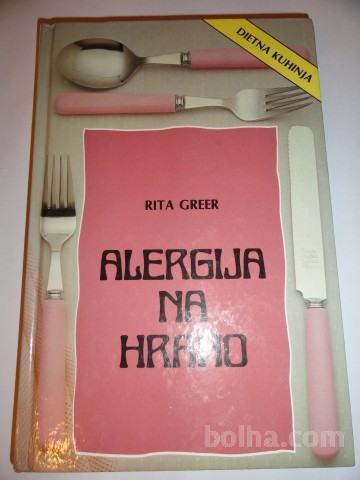 DIETNA KUHINJA
RITA GREER
ALERGIJA
NA
HRANO
bolha.com